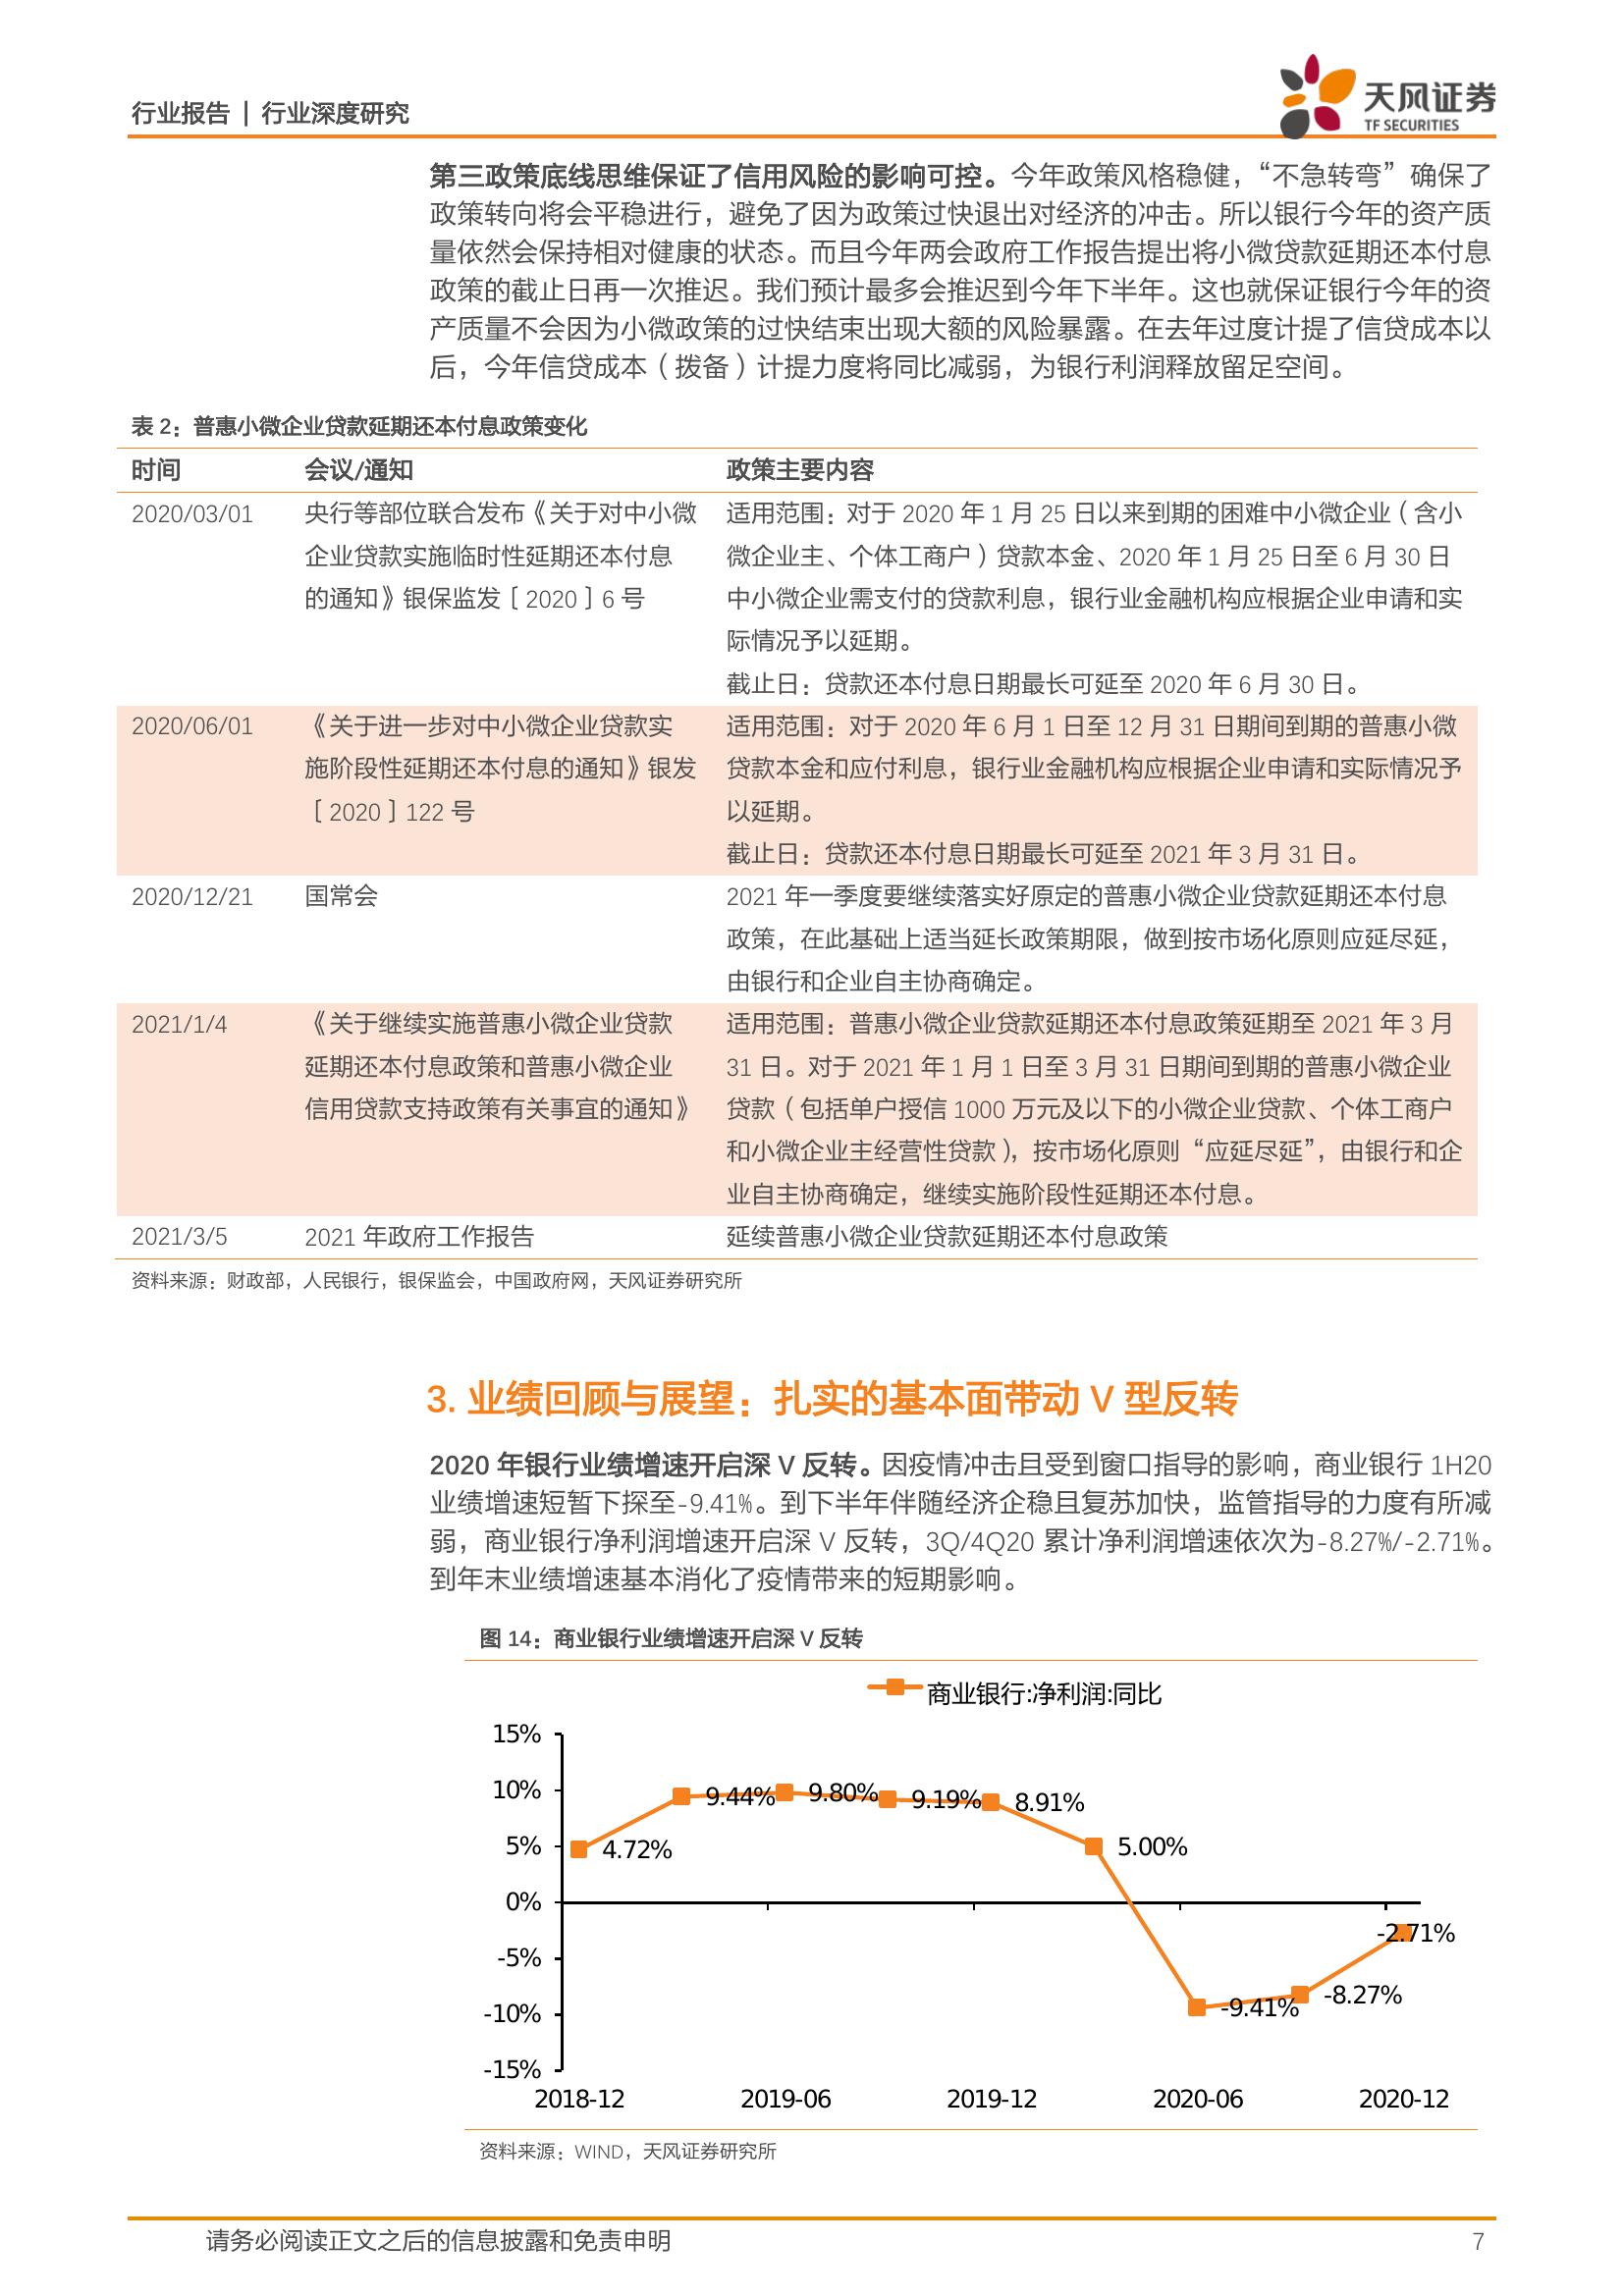 行业报告 | 行业深度研究
天风证券
TF SECURITIES
第三政策底线思维保证了信用风险的影响可控。今年政策风格稳健，“不急转弯”确保了
政策转向将会平稳进行，避免了因为政策过快退出对经济的冲击。所以银行今年的资产质
量依然会保持相对健康的状态。而且今年两会政府工作报告提出将小微贷款延期还本付息
政策的截止日再一次推迟。我们预计最多会推迟到今年下半年。这也就保证银行今年的资
产质量不会因为小微政策的过快结束出现大额的风险暴露。在去年过度计提了信贷成本以
后，今年信贷成本（拨备）计提力度将同比减弱，为银行利润释放留足空间。
表 2：普惠小微企业贷款延期还本付息政策变化
时间 会议/通知 政策主要内容
2020/03/01 央行等部位联合发布《关于对中小微 适用范围：对于 2020 年 1 月 25 日以来到期的困难中小微企业（含小
企业贷款实施临时性延期还本付息 微企业主、个体工商户）贷款本金、2020 年 1 月 25 日至 6 月 30 日
的通知》银保监发〔2020〕6 号 中小微企业需支付的贷款利息，银行业金融机构应根据企业申请和实
际情况予以延期。
截止日：贷款还本付息日期最长可延至 2020 年 6 月 30 日。
2020/06/01 《关于进一步对中小微企业贷款实 适用范围：对于 2020 年 6 月 1 日至 12 月 31 日期间到期的普惠小微
施阶段性延期还本付息的通知》银发 贷款本金和应付利息，银行业金融机构应根据企业申请和实际情况予
〔2020〕122 号 以延期。
截止日：贷款还本付息日期最长可延至 2021 年 3 月 31 日。
2020/12/21 国常会 2021 年一季度要继续落实好原定的普惠小微企业贷款延期还本付息
政策，在此基础上适当延长政策期限，做到按市场化原则应延尽延，
由银行和企业自主协商确定。
2021/1/4 《关于继续实施普惠小微企业贷款 适用范围：普惠小微企业贷款延期还本付息政策延期至 2021 年 3 月
延期还本付息政策和普惠小微企业 31 日。对于 2021 年 1 月 1 日至 3 月 31 日期间到期的普惠小微企业
信用贷款支持政策有关事宜的通知》 贷款（包括单户授信 1000 万元及以下的小微企业贷款、个体工商户
和小微企业主经营性贷款），按市场化原则“应延尽延”，由银行和企
业自主协商确定，继续实施阶段性延期还本付息。
2021/3/5 2021 年政府工作报告 延续普惠小微企业贷款延期还本付息政策
资料来源：财政部，人民银行，银保监会，中国政府网，天风证券研究所
3. 业绩回顾与展望：扎实的基本面带动 V 型反转
2020 年银行业绩增速开启深 V 反转。因疫情冲击且受到窗口指导的影响，商业银行 1H20
业绩增速短暂下探至-9.41%。到下半年伴随经济企稳且复苏加快，监管指导的力度有所减
弱，商业银行净利润增速开启深 V 反转，3Q/4Q20 累计净利润增速依次为-8.27%/-2.71%。
到年末业绩增速基本消化了疫情带来的短期影响。
图 14：商业银行业绩增速开启深 V 反转
商业银行:净利润:同比
15%
10%
5%
0%
-5%
-10%
-15%
4.72%
9.44%
9.80%
9.19%
8.91%
5.00%
-9.41%
-8.27%
-2.71%
2018-12 2019-06 2019-12 2020-06 2020-12
资料来源：WIND，天风证券研究所
请务必阅读正文之后的信息披露和免责申明 7